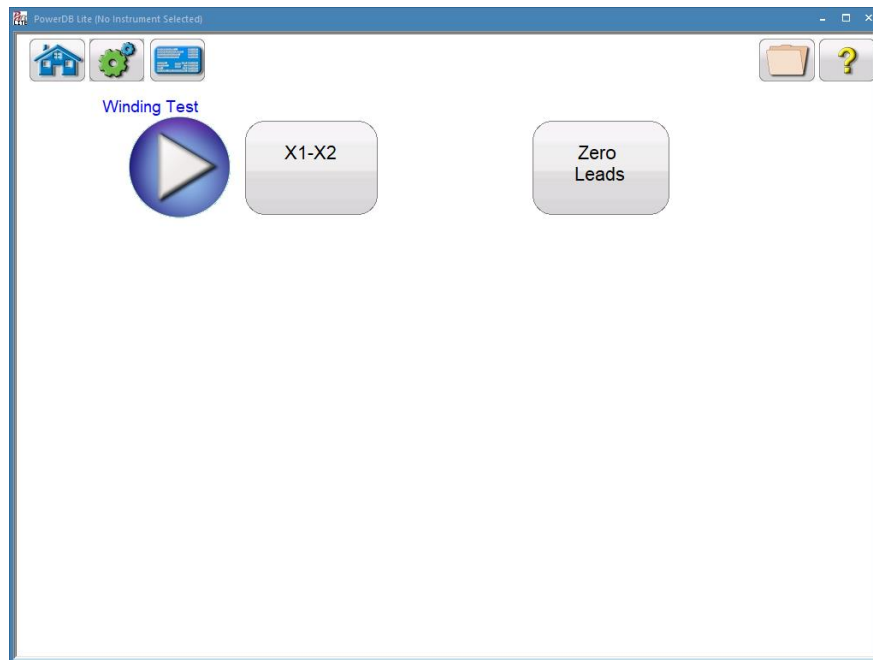 PowerDB Lite (No Instrument Selected)
?
Winding Test
X1-X2
Zero
Leads